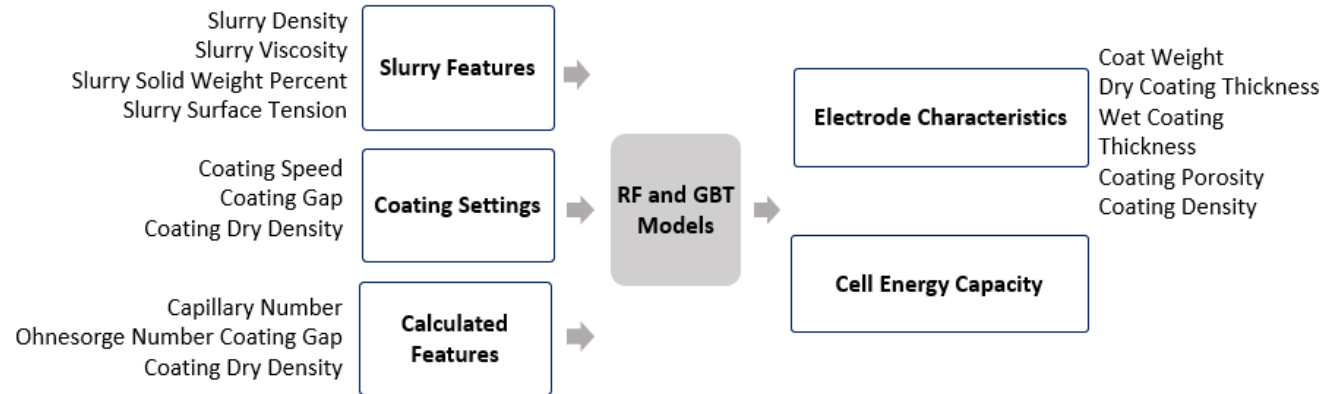 Slurry Density
Slurry Viscosity
Slurry Solid Weight Percent
Slurry Surface Tension
Slurry Features
Coating Speed
Coating Gap
Coating Dry Density
Coating Settings
Capillary Number
Ohnesorge Number Coating Gap
Coating Dry Density
Calculated
Features
RF and GBT
Models
Electrode Characteristics
Coat Weight
Dry Coating Thickness
Wet Coating
Thickness
Coating Porosity
Coating Density
Cell Energy Capacity